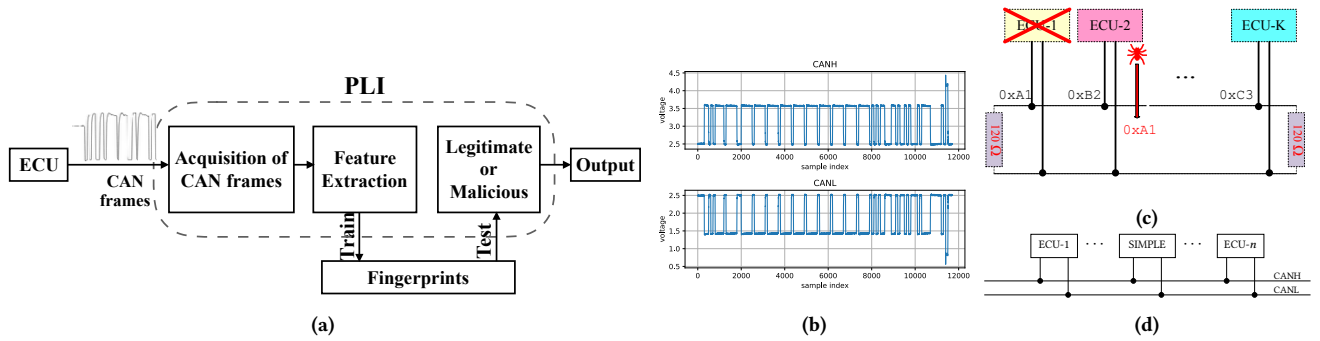 PLI
ECU
CAN
frames
Acquisition of
CAN frames
Feature
Extraction
Legitimate
or
Malicious
Output
Train
Test
Fingerprints
(a)
CANH
voltage
4.5
4.0
3.5
3.0
2.5
0 2000 4000 6000 8000 10000 12000
sample index
CANL
voltage
2.5
2.0
1.5
1.0
0.5
0 2000 4000 6000 8000 10000 12000
sample index
(b)
ECU-1 ECU-2 ... ECU-K
0xA1 0xB2 0xC3
0xA1
120 Ω 120 Ω
(c)
ECU-1 ... SIMPLE ... ECU-n
CANH
CANL
(d)